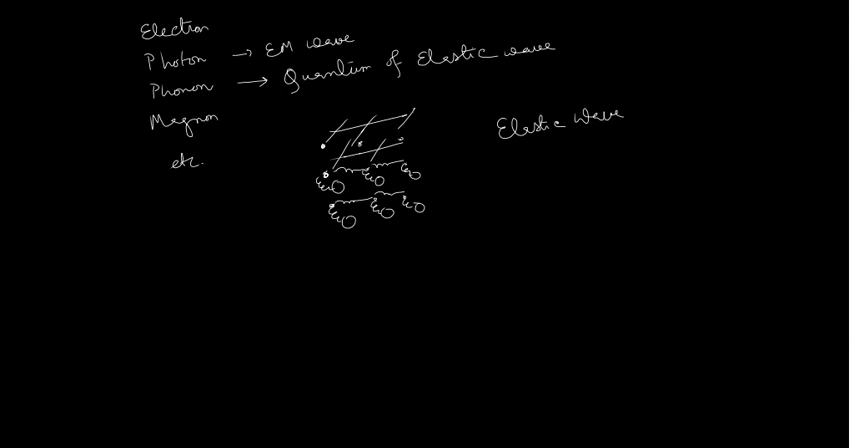 Electron
Photon → EM wave
Phonon → Quantum of Elastic wave
Magnon
etc.
Elastic wave